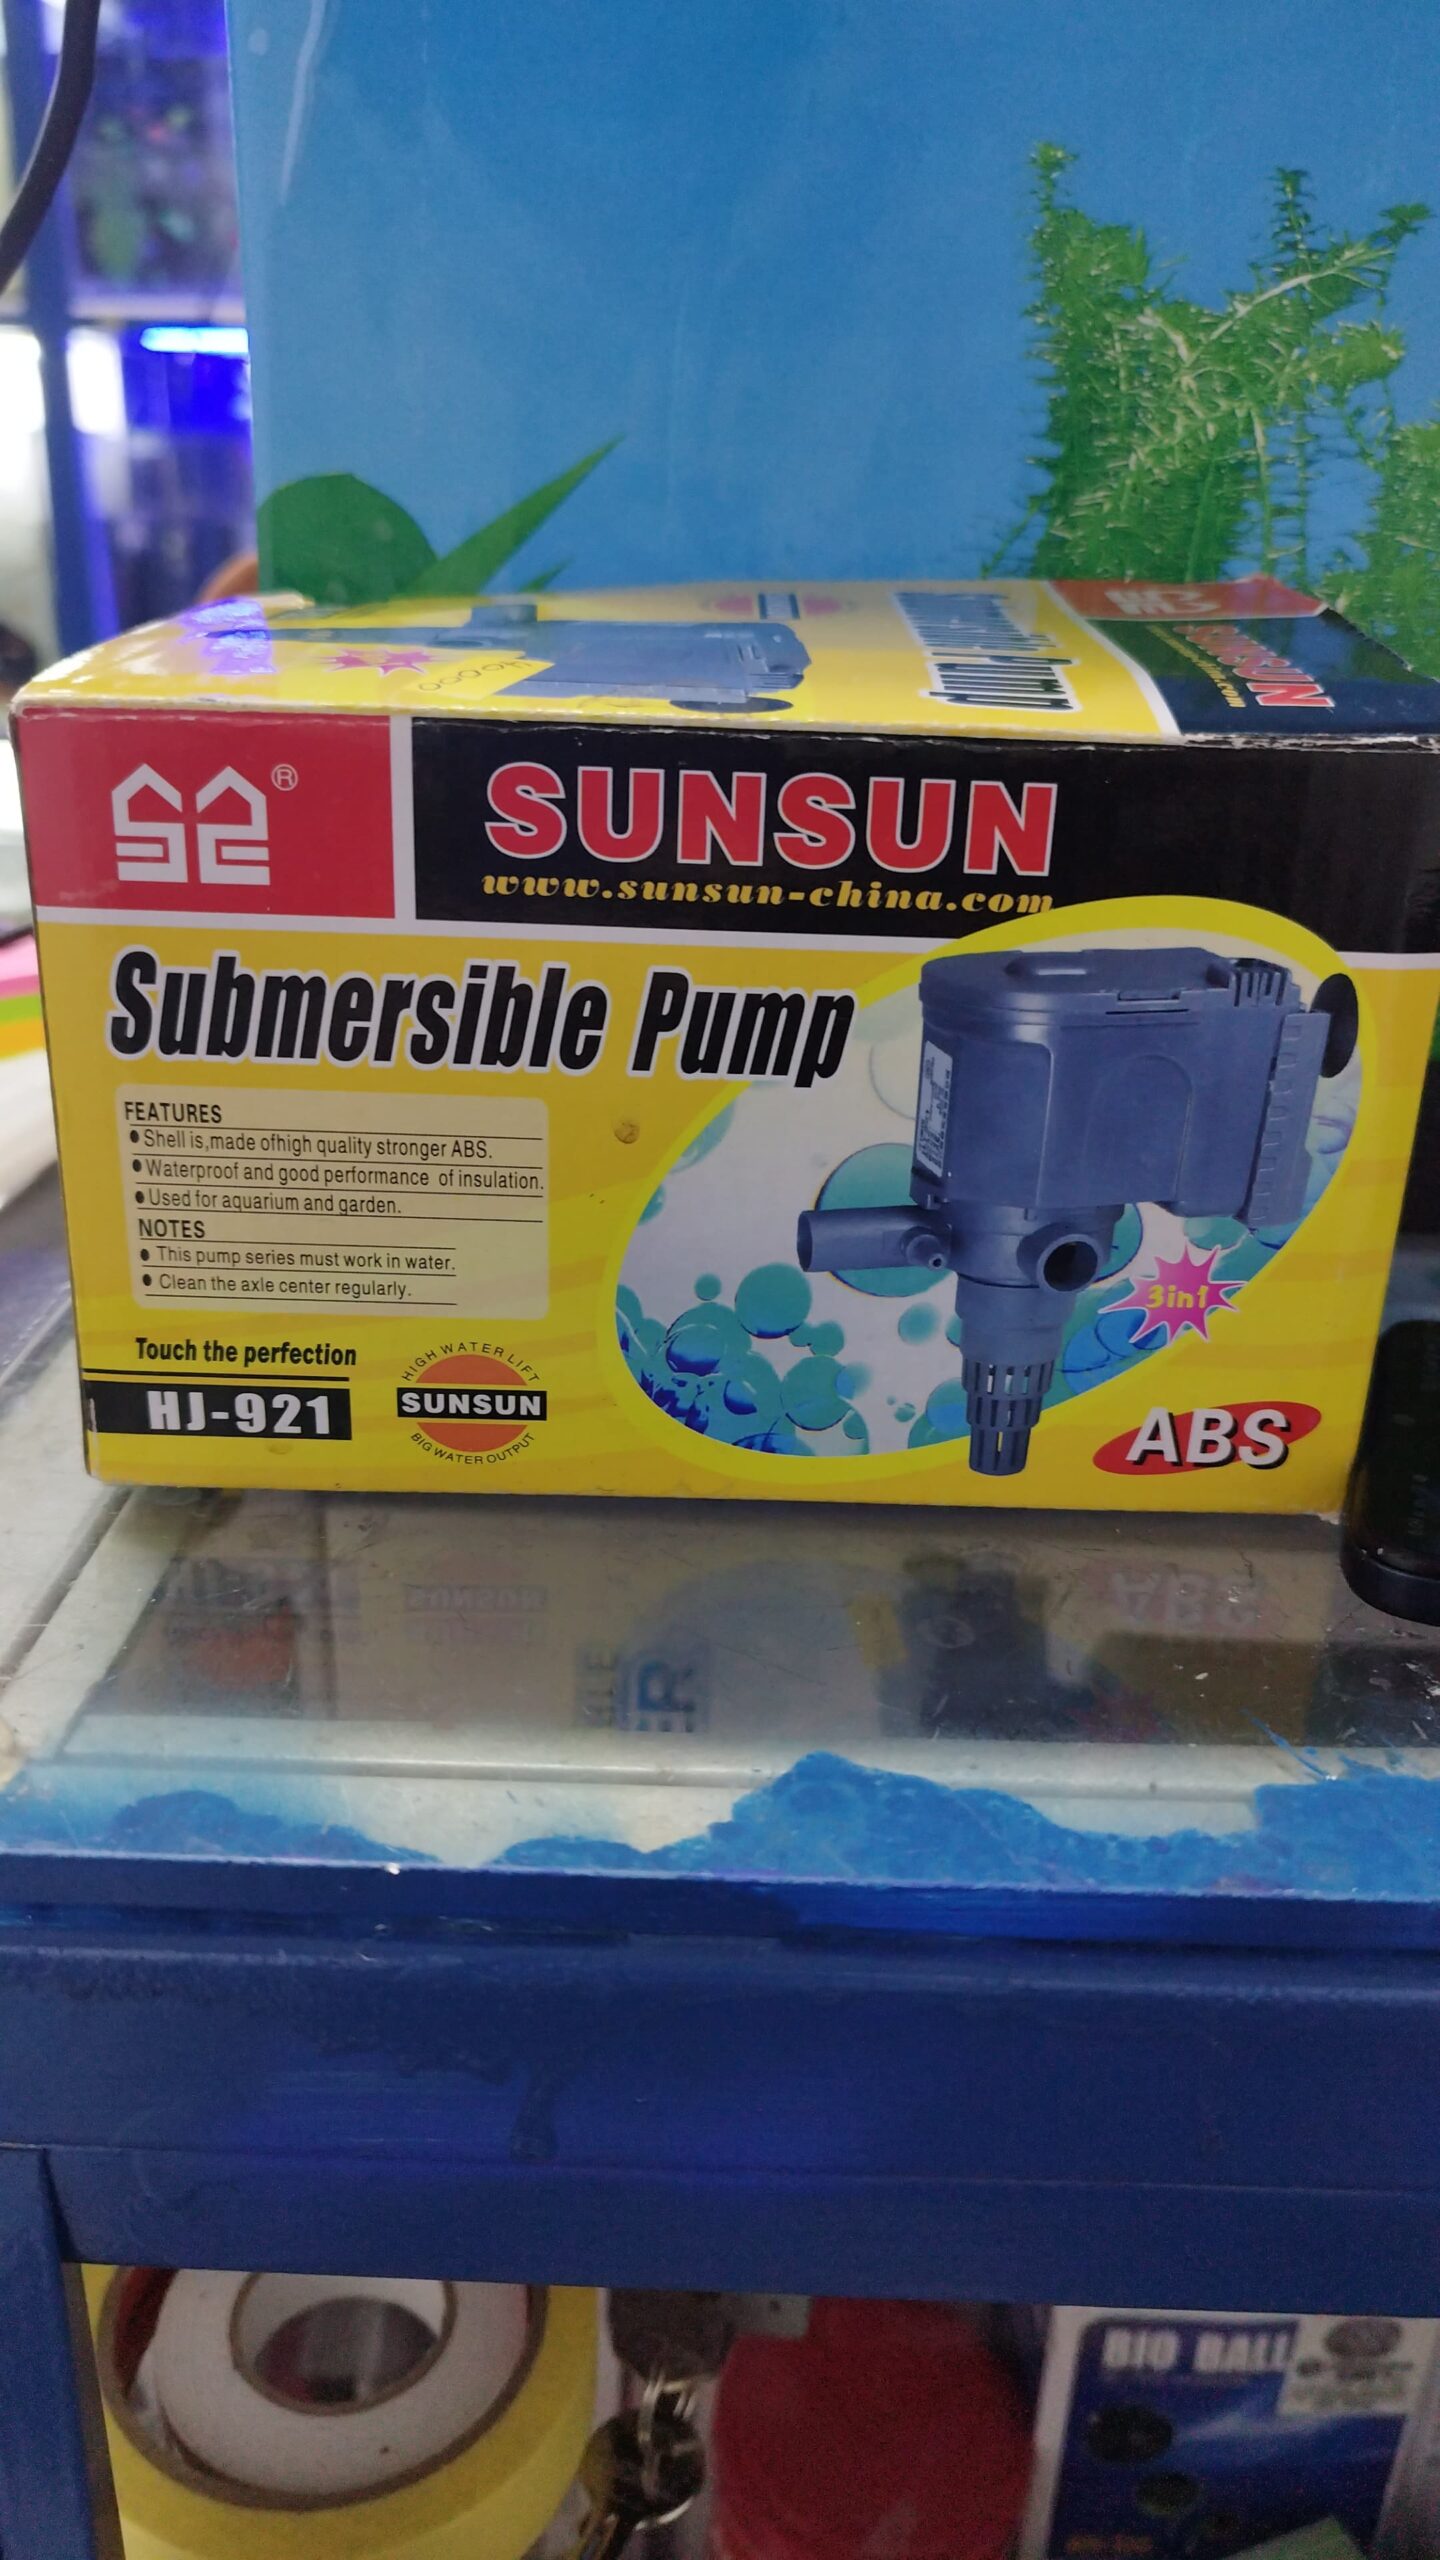 40000
Submersible Pump
SUNSUN
®
SUNSUN
www.sunsun-china.com
Submersible Pump
FEATURES
●Shell is,made ofhigh quality stronger ABS.
●Waterproof and good performance of insulation.
●Used for aquarium and garden.
NOTES
● This pump series must work in water.
● Clean the axle center regularly.
3in1
Touch the perfection
HJ-921
HIGH WATER LIFT
SUNSUN
BIG WATER OUTPUT
ABS
BIO BALL